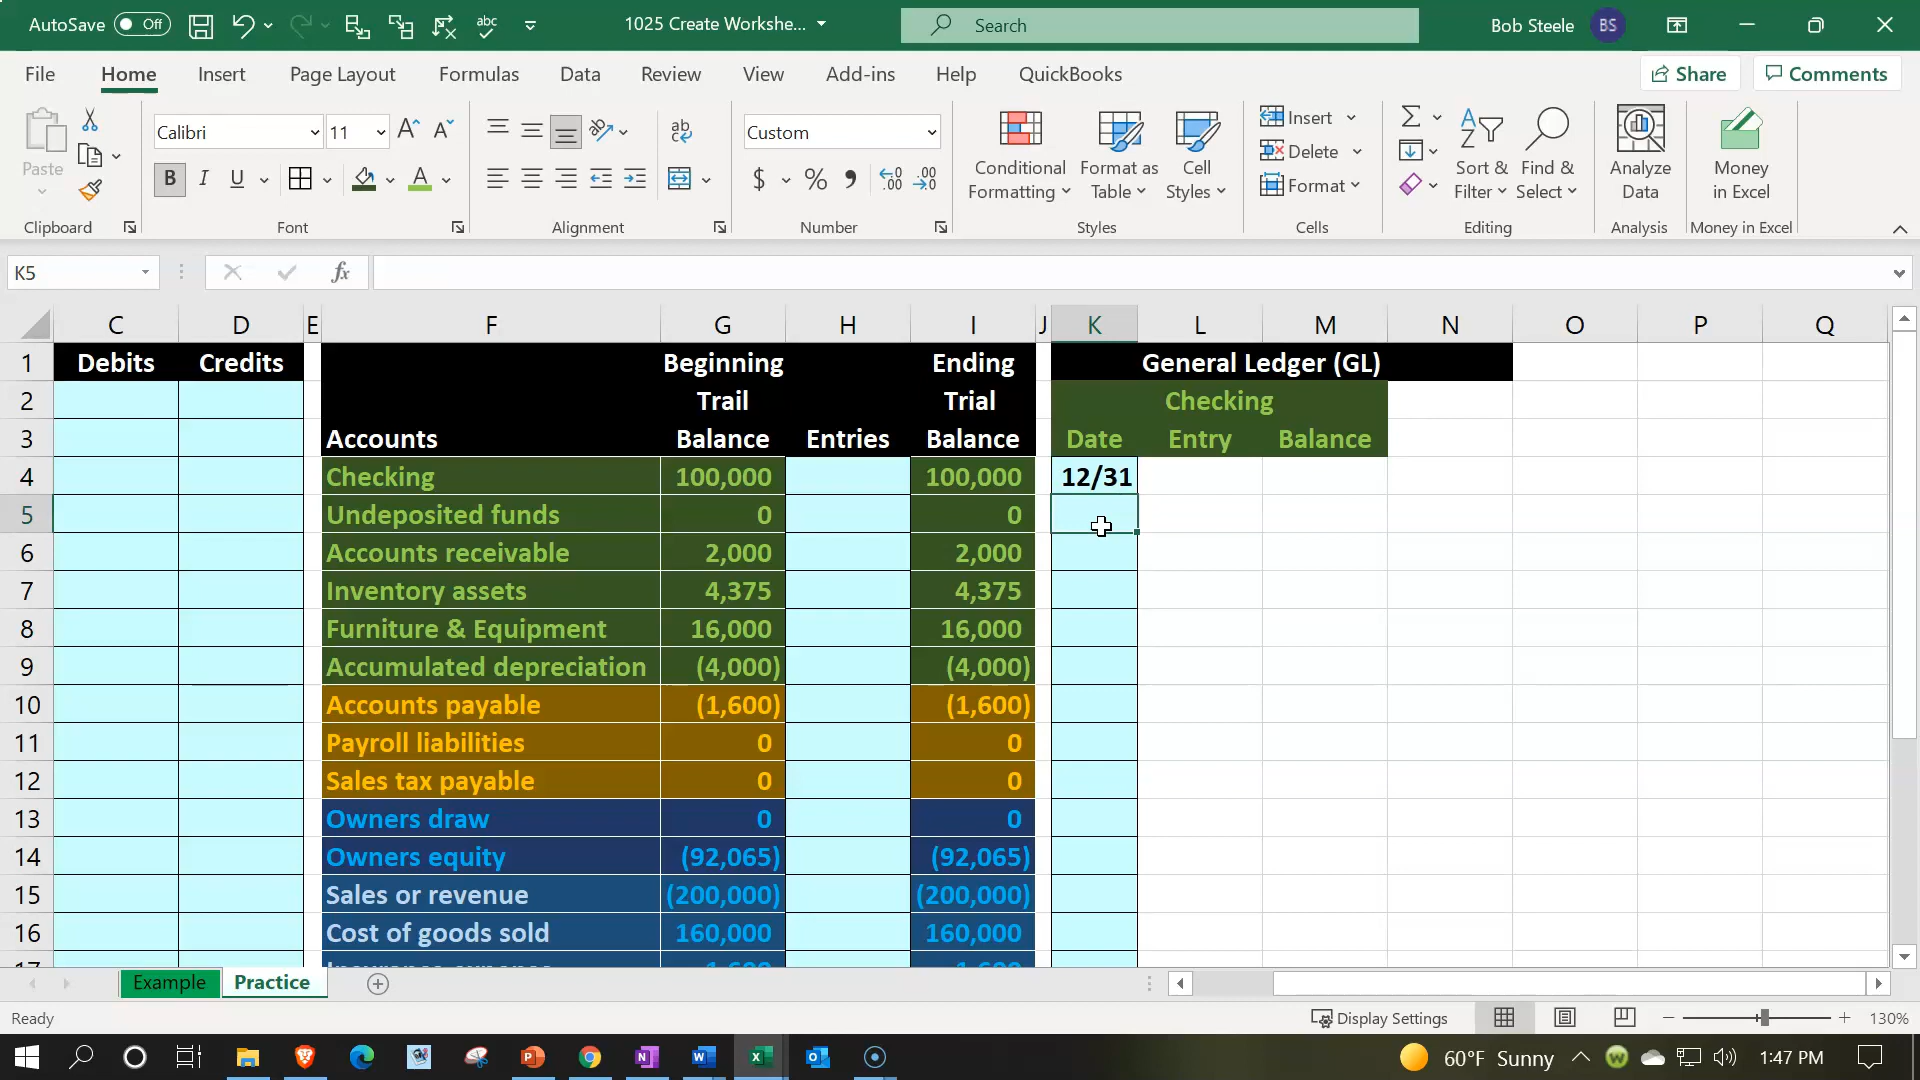 AutoSave Off
abc
1025 Create Workshe...
Search
Bob Steele BS
File Home Insert Page Layout Formulas Data Review View Add-ins Help QuickBooks
Share Comments
Paste
Clipboard
Calibri 11
B I U
Font
Alignment
Custom
$ % 9
Number
Conditional Formatting
Format as Table
Cell Styles
Styles
Insert
Delete
Format
Cells
Sort & Filter
Find & Select
Editing
Analyze Data
Analysis
Money in Excel
Money in Excel
K5 fx
C D E F G H I J K L M N O P Q
1 Debits Credits Beginning Ending General Ledger (GL)
2 Trail Trial Checking
3 Accounts Balance Entries Balance Date Entry Balance
4 Checking 100,000 100,000 12/31
5 Undeposited funds 0 0
6 Accounts receivable 2,000 2,000
7 Inventory assets 4,375 4,375
8 Furniture & Equipment 16,000 16,000
9 Accumulated depreciation (4,000) (4,000)
10 Accounts payable (1,600) (1,600)
11 Payroll liabilities 0 0
12 Sales tax payable 0 0
13 Owners draw 0 0
14 Owners equity (92,065) (92,065)
15 Sales or revenue (200,000) (200,000)
16 Cost of goods sold 160,000 160,000
Example Practice
Ready
Display Settings
130%
60°F Sunny
1:47 PM